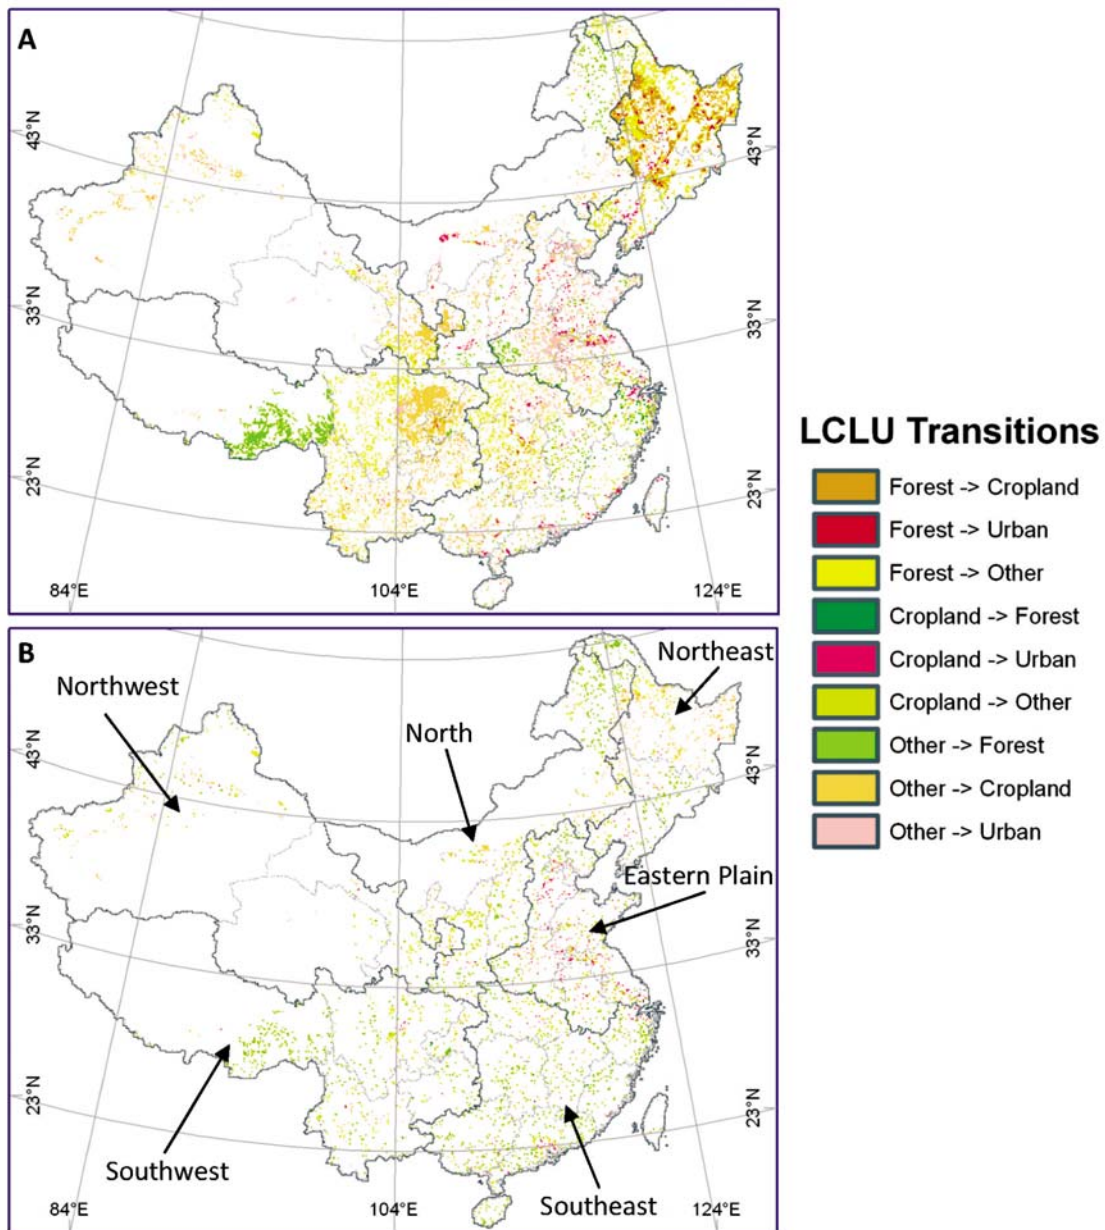 A
43°N
43°N
33°N
33°N
23°N
23°N
84°E
104°E
124°E
LCLU Transitions
Forest -> Cropland
Forest -> Urban
Forest -> Other
Cropland -> Forest
Cropland -> Urban
Cropland -> Other
Other -> Forest
Other -> Cropland
Other -> Urban
B
Northeast
Northwest
North
43°N
43°N
Eastern Plain
33°N
33°N
23°N
23°N
Southwest
Southeast
84°E
104°E
124°E